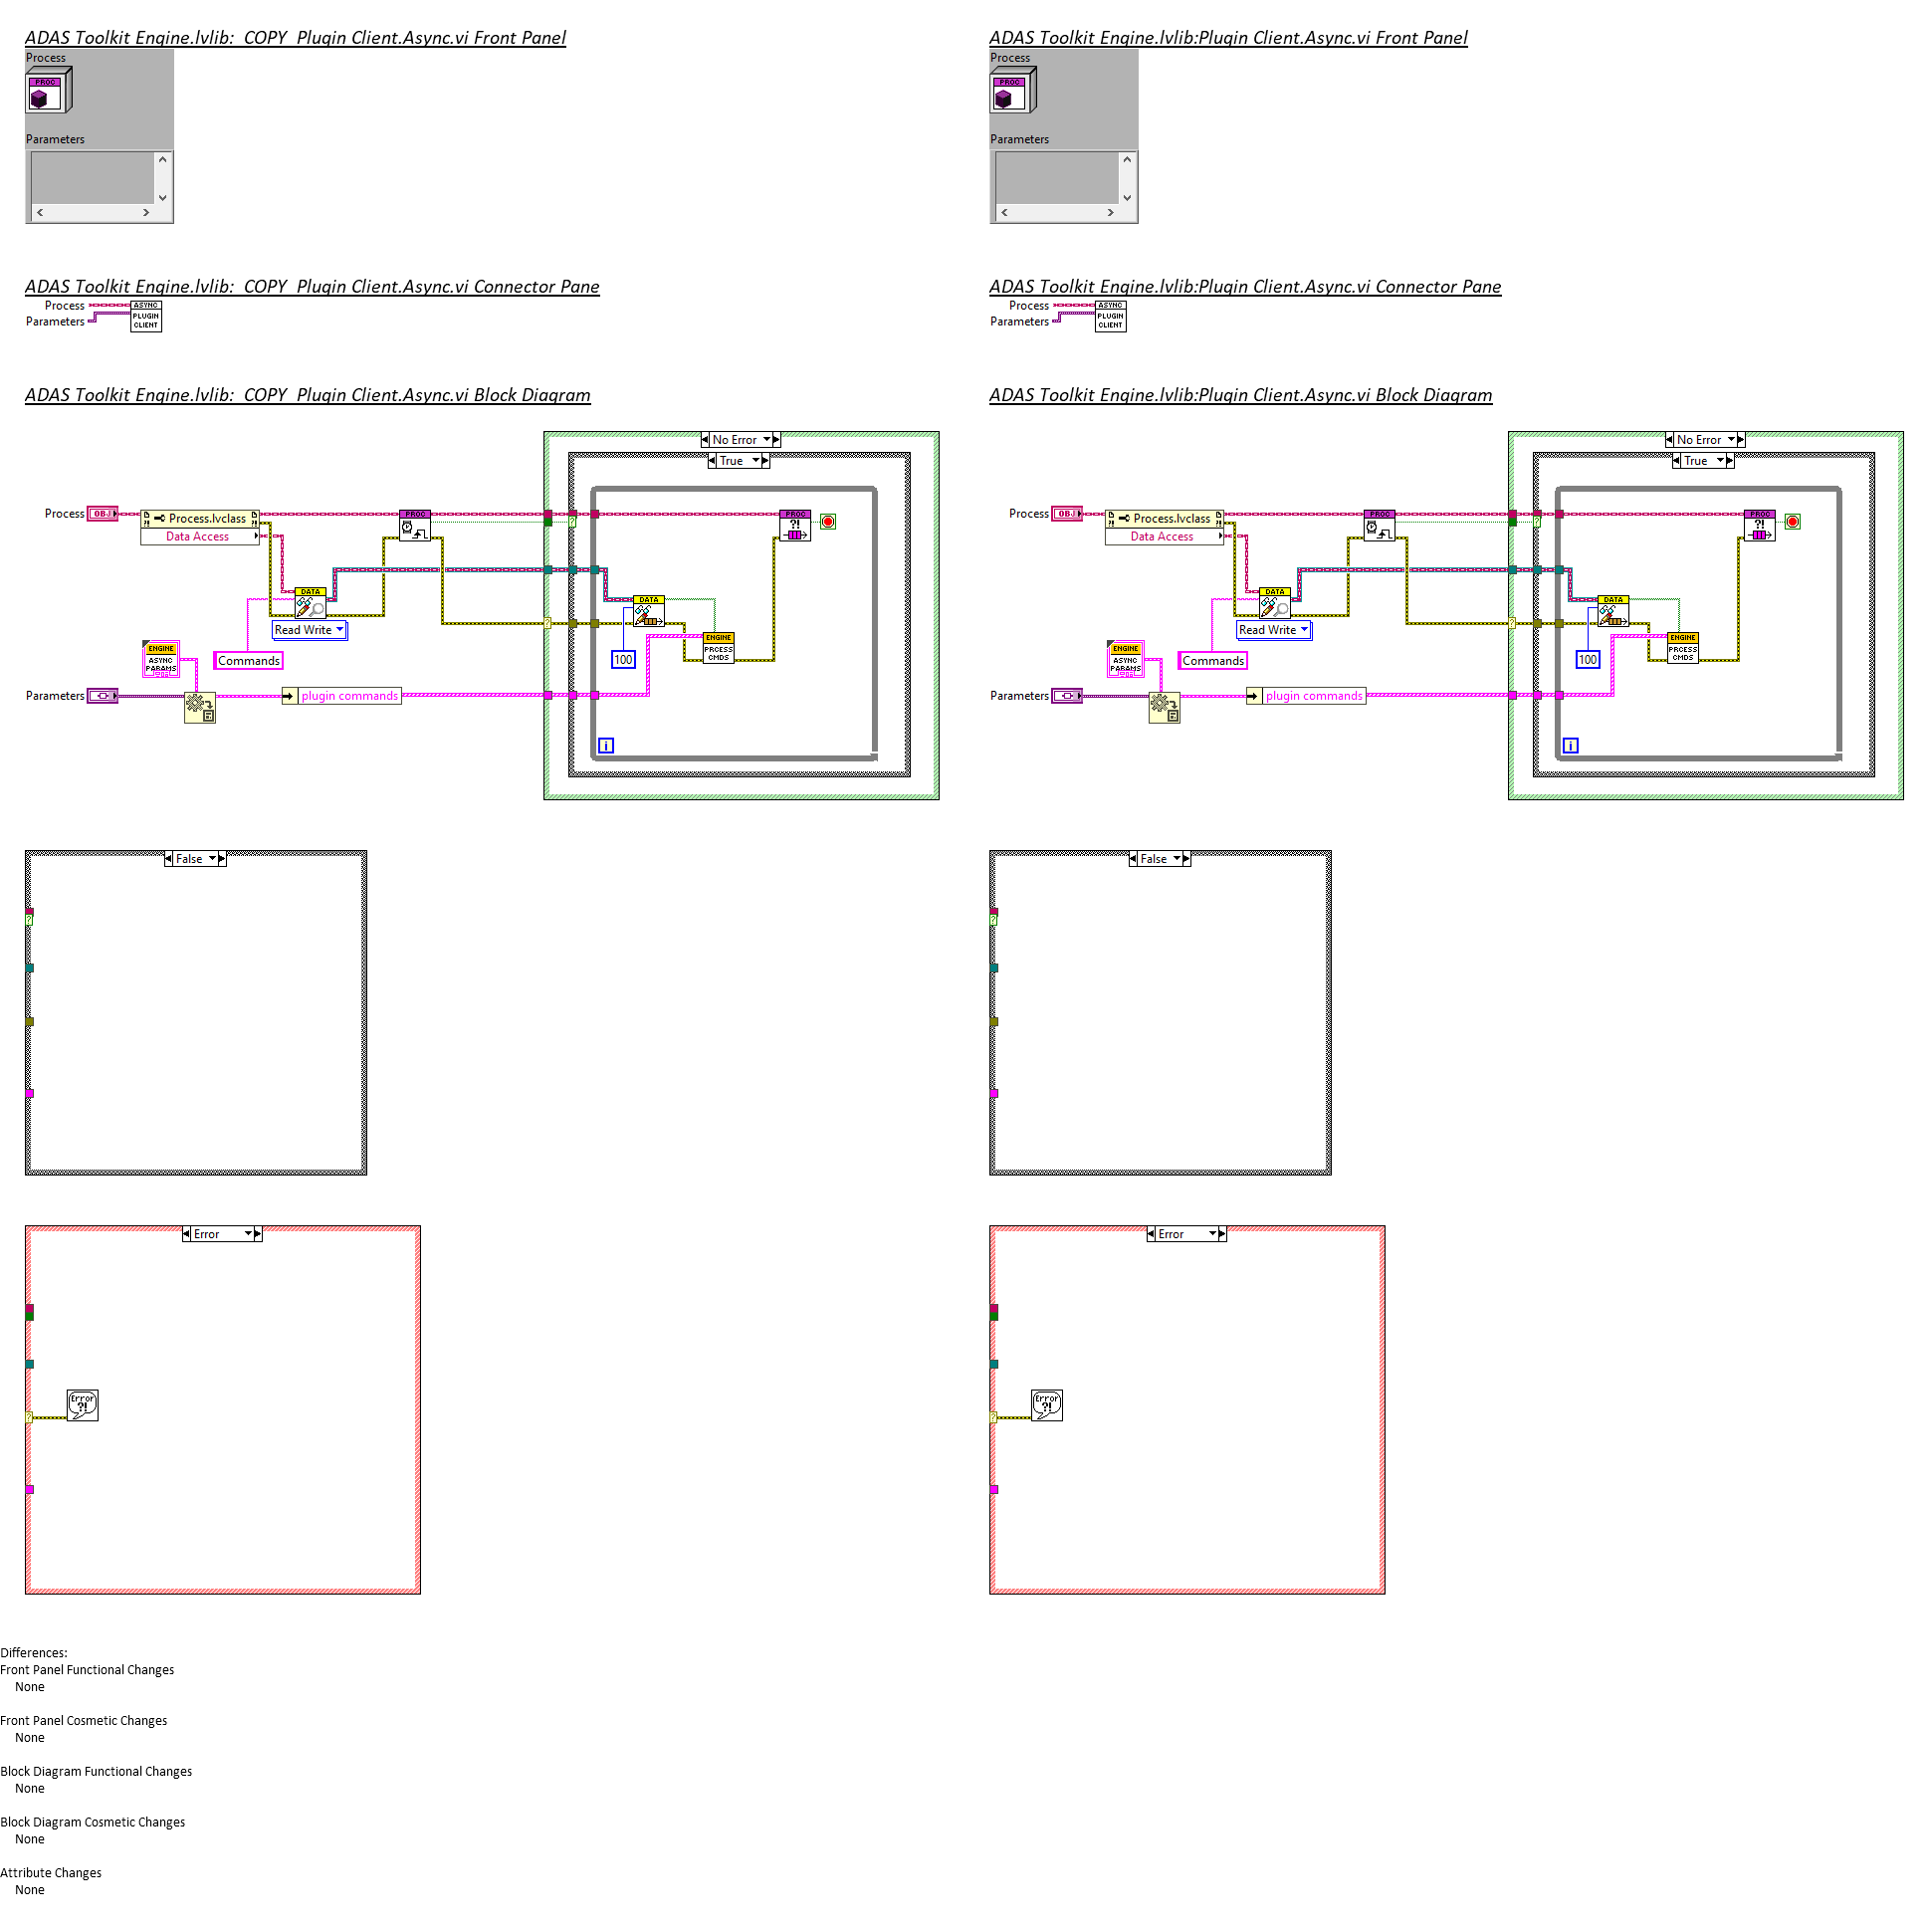 ADAS Toolkit Engine.lvlib:  COPY  Plugin Client.Async.vi Front Panel
Process
PROC
Parameters
ADAS Toolkit Engine.lvlib:Plugin Client.Async.vi Front Panel
Process
PROC
Parameters
ADAS Toolkit Engine.lvlib:  COPY  Plugin Client.Async.vi Connector Pane
Process
Parameters
ASYNC
PLUGIN
CLIENT
ADAS Toolkit Engine.lvlib:Plugin Client.Async.vi Connector Pane
Process
Parameters
ASYNC
PLUGIN
CLIENT
ADAS Toolkit Engine.lvlib:  COPY  Plugin Client.Async.vi Block Diagram
No Error
True
Process
OBJ
Process.lvclass
Data Access
PROC
PROC
?!
DATA
Read Write
DATA
ENGINE
PRCESS
CMDS
100
ENGINE
ASYNC
PARAMS
Commands
Parameters
plugin commands
i
ADAS Toolkit Engine.lvlib:Plugin Client.Async.vi Block Diagram
No Error
True
Process
OBJ
Process.lvclass
Data Access
PROC
PROC
?!
DATA
Read Write
DATA
ENGINE
PRCESS
CMDS
100
ENGINE
ASYNC
PARAMS
Commands
Parameters
plugin commands
i
False
False
Error
Error
?!
Error
Error
?!
Differences:
Front Panel Functional Changes
None
Front Panel Cosmetic Changes
None
Block Diagram Functional Changes
None
Block Diagram Cosmetic Changes
None
Attribute Changes
None